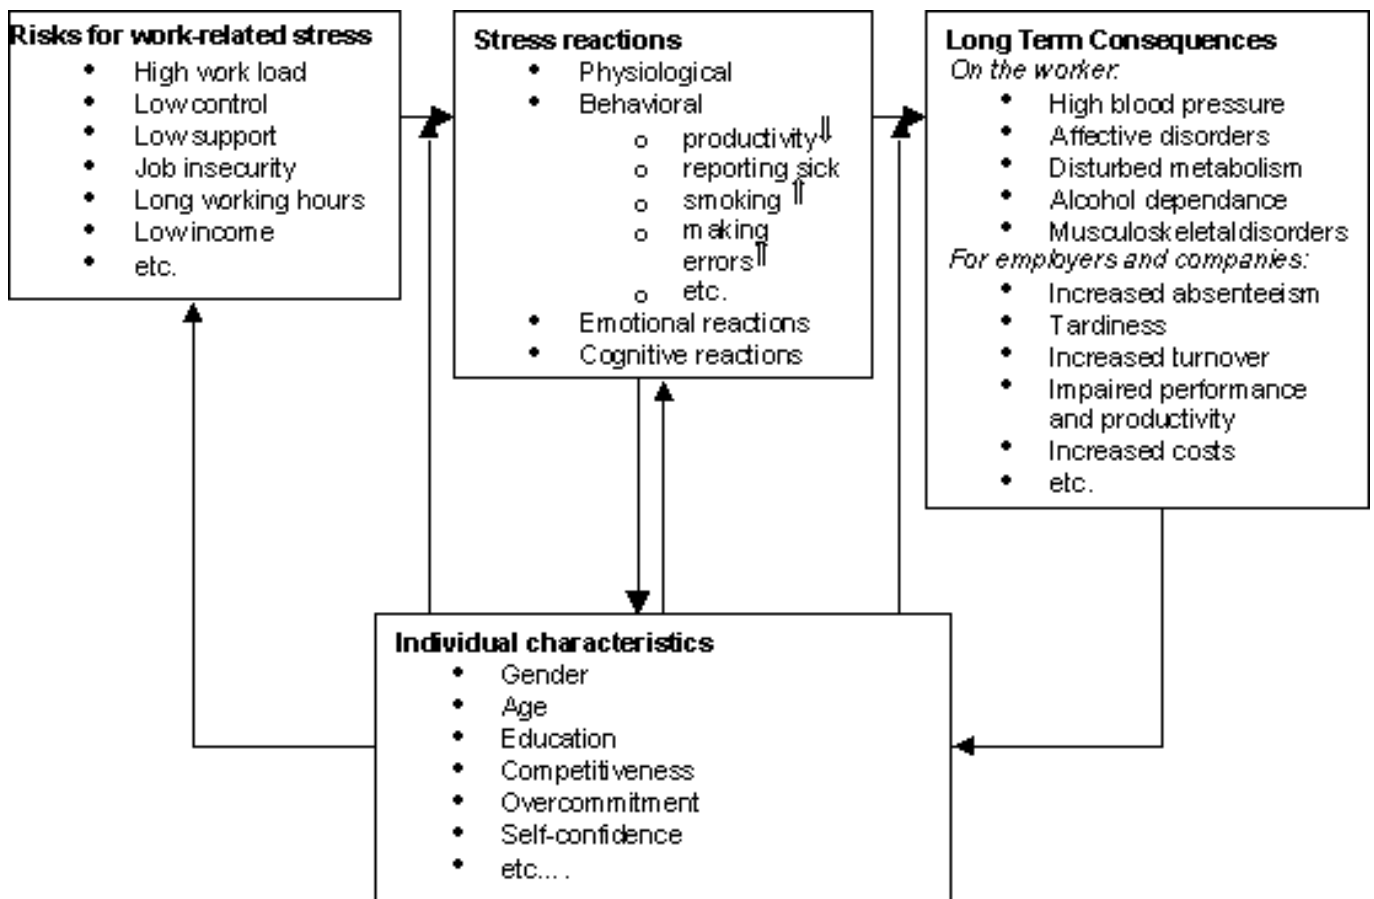 Risks for work-related stress
• High work load
• Low control
• Low support
• Job insecurity
• Long working hours
• Low income
• etc.
Stress reactions
• Physiological
• Behavioral
o productivity⇓
o reporting sick
o smoking ⇑
o making
errors⇑
o etc.
• Emotional reactions
• Cognitive reactions
Long Term Consequences
On the worker:
• High blood pressure
• Affective disorders
• Disturbed metabolism
• Alcohol dependance
• Musculoskeletal disorders
For employers and companies:
• Increased absenteeism
• Tardiness
• Increased turnover
• Impaired performance
and productivity
• Increased costs
• etc.
Individual characteristics
• Gender
• Age
• Education
• Competitiveness
• Overcommitment
• Self-confidence
• etc... .